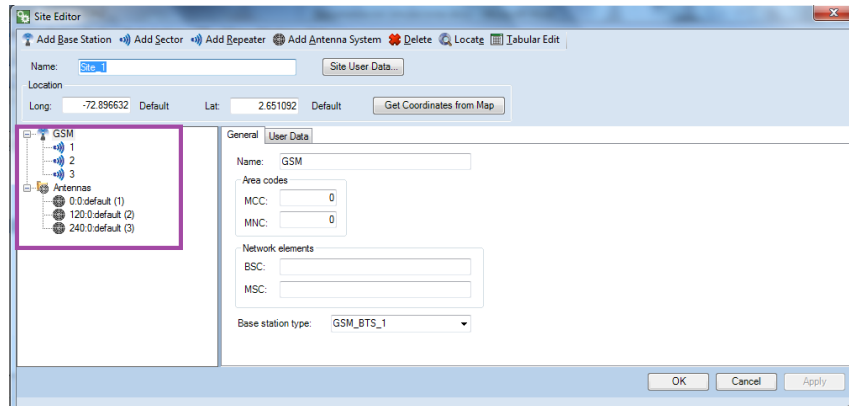 Site Editor
Add Base Station Add Sector Add Repeater Add Antenna System Delete Locate Tabular Edit
Name: Site_1 Site User Data...
Location
Long: -72.896632 Default Lat: 2.651092 Default Get Coordinates from Map
GSM
1
2
3
Antennas
0:0:default (1)
120:0:default (2)
240:0:default (3)
General User Data
Name: GSM
Area codes
MCC: 0
MNC: 0
Network elements
BSC:
MSC:
Base station type: GSM_BTS_1
OK Cancel Apply